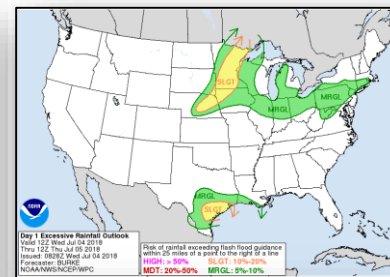 SLGT
MRGL
MRGL
MRGL
MRGL
SLGT
NOAA
Day 1 Excessive Rainfall Outlook
Valid 12Z Wed Jul 04 2018
Thru 12Z Thu Jul 05 2018
Issued: 0828Z Wed Jul 04 2018
Forecaster: BURKE
NOAA/NWS/NCEP/WPC
Risk of rainfall exceeding flash flood guidance
within 25 miles of a point to the right of a line
HIGH: > 50% SLGT: 10%-20%
MDT: 20%-50% MRGL: 5%-10%